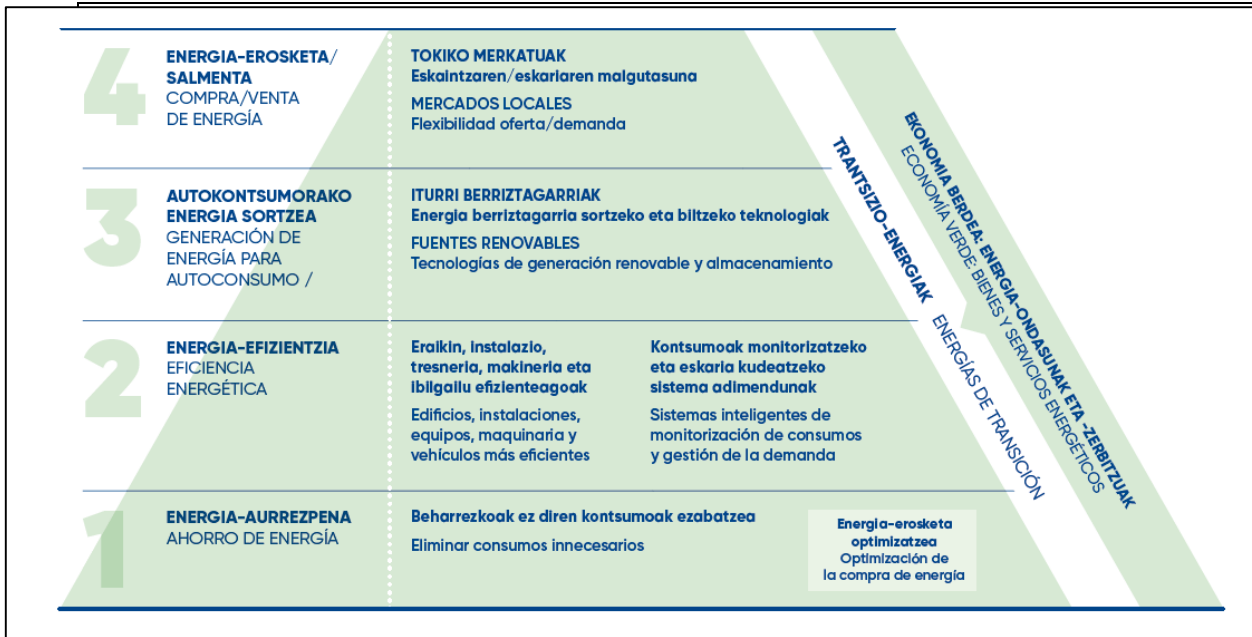 4
ENERGIA-EROSKETA/
SALMENTA
COMPRA/VENTA
DE ENERGÍA
TOKIKO MERKATUAK
Eskaintzaren/eskariaren malgutasuna
MERCADOS LOCALES
Flexibilidad oferta/demanda
3
AUTOKONTSUMORAKO
ENERGIA SORTZEA
GENERACIÓN DE
ENERGÍA PARA
AUTOCONSUMO /
ITURRI BERRIZTAGARRIAK
Energia berriztagarria sortzeko eta biltzeko teknologiak
FUENTES RENOVABLES
Tecnologías de generación renovable y almacenamiento
2
ENERGIA-EFIZIENTZIA
EFICIENCIA
ENERGÉTICA
Eraikin, instalazio,
tresneria, makineria eta
ibilgailu efizienteagoak
Edificios, instalaciones,
equipos, maquinaria y
vehículos más eficientes
Kontsumoak monitorizatzeko
eta eskaria kudeatzeko
sistema adimendunak
Sistemas inteligentes de
monitorización de consumos
y gestión de la demanda
1
ENERGIA-AURREZPENA
AHORRO DE ENERGÍA
Beharrezkoak ez diren kontsumoak ezabatzea
Eliminar consumos innecesarios
Energia-erosketa
optimizatzea
Optimización de
la compra de energía
TRANTSIZIO-ENERGIAK ENERGÍAS DE TRANSICIÓN
EKONOMIA BERDEA: ENERGIA-ONDASUNAK ETA -ZERBITZUAK
ECONOMÍA VERDE: BIENES Y SERVICIOS ENERGÉTICOS